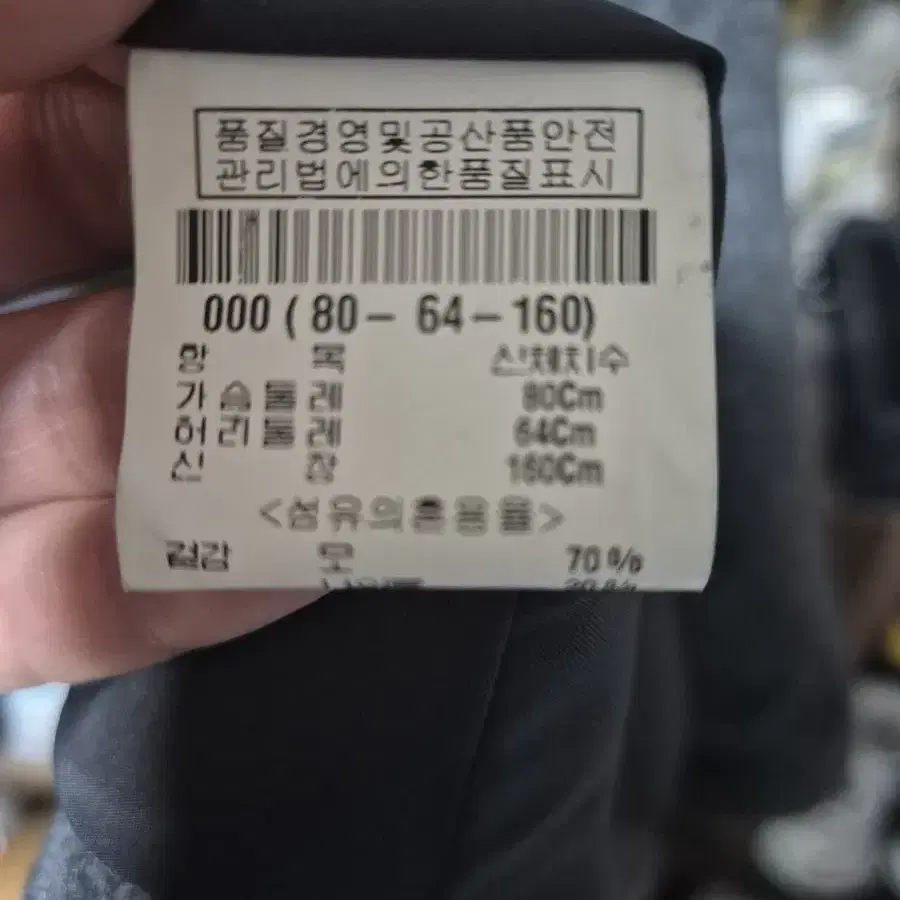 품질경영및공산품안전
관리법에의한품질표시
000 ( 80 - 64 - 160)
항 목 신체치수
가 슴 둘 레 80Cm
허 리 둘 레 64Cm
신 장 160Cm
<섬유의혼용율>
겉감 모 70%